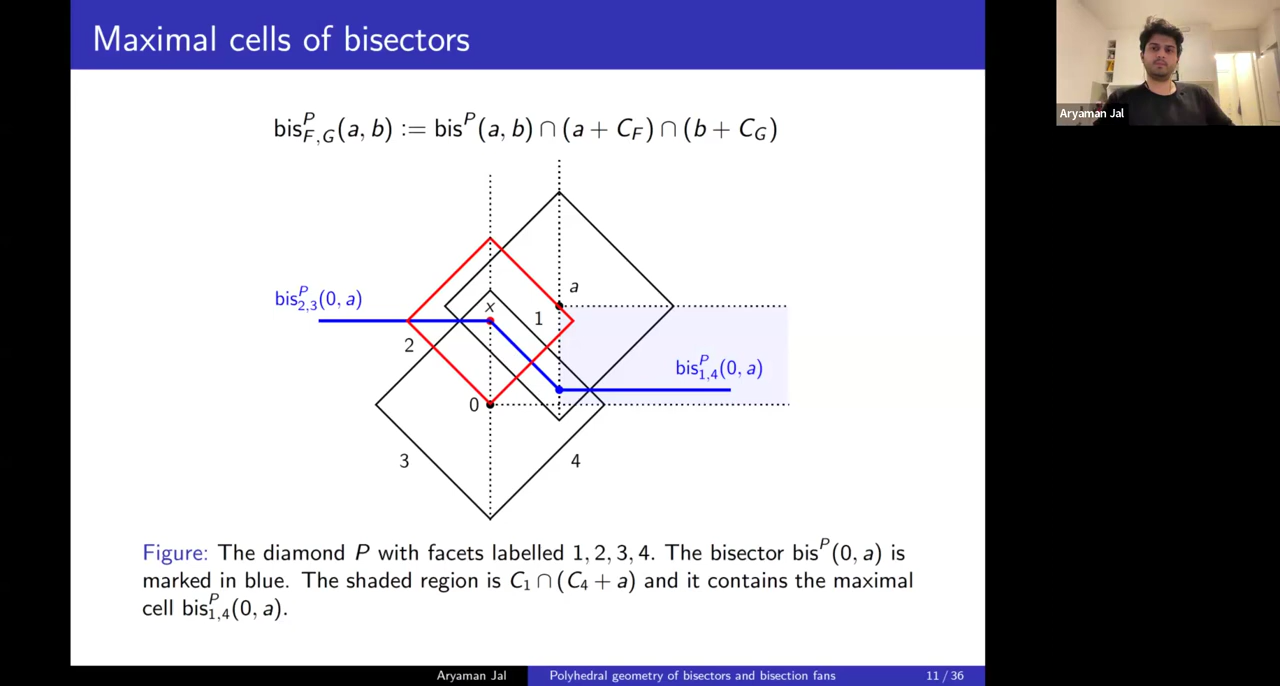 Maximal cells of bisectors
Aryaman Jal
bis^P_{F,G}(a, b) := bis^P(a, b) ∩ (a + C_F) ∩ (b + C_G)
a
bis^P_{2,3}(0, a)
x
1
2
bis^P_{1,4}(0, a)
0
3
4
Figure: The diamond P with facets labelled 1, 2, 3, 4. The bisector bis^P(0, a) is
marked in blue. The shaded region is C_1 ∩ (C_4 + a) and it contains the maximal
cell bis^P_{1,4}(0, a).
Aryaman Jal
Polyhedral geometry of bisectors and bisection fans
11 / 36